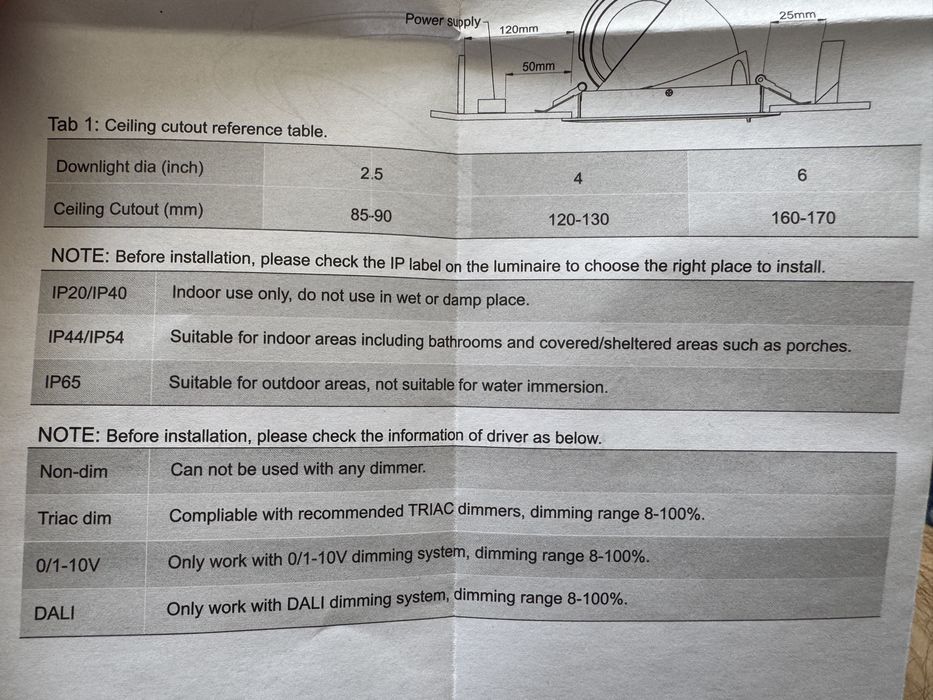 Power supply
120mm
25mm
50mm
Tab 1: Ceiling cutout reference table.
Downlight dia (inch) 2.5 4 6
Ceiling Cutout (mm) 85-90 120-130 160-170
NOTE: Before installation, please check the IP label on the luminaire to choose the right place to install.
IP20/IP40 Indoor use only, do not use in wet or damp place.
IP44/IP54 Suitable for indoor areas including bathrooms and covered/sheltered areas such as porches.
IP65 Suitable for outdoor areas, not suitable for water immersion.
NOTE: Before installation, please check the information of driver as below.
Non-dim Can not be used with any dimmer.
Triac dim Compliable with recommended TRIAC dimmers, dimming range 8-100%.
0/1-10V Only work with 0/1-10V dimming system, dimming range 8-100%.
DALI Only work with DALI dimming system, dimming range 8-100%.